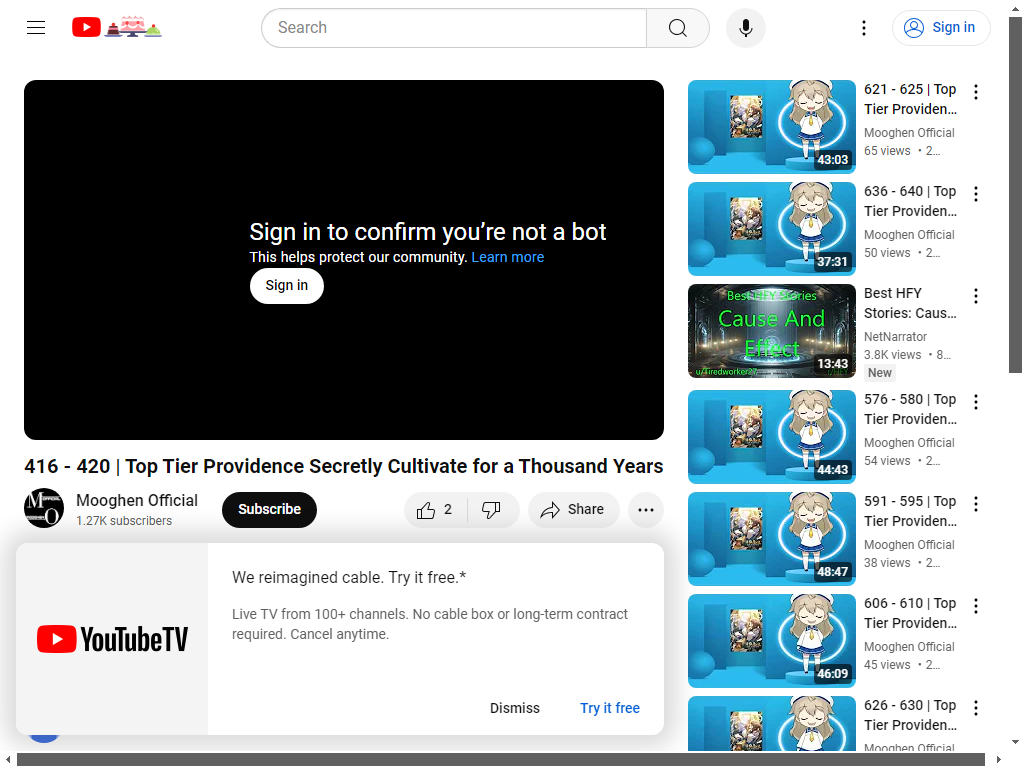 Search
Sign in
Sign in to confirm you’re not a bot
This helps protect our community. Learn more
Sign in
416 - 420 | Top Tier Providence Secretly Cultivate for a Thousand Years
Mooghen Official
1.27K subscribers
Subscribe
2
Share
We reimagined cable. Try it free.*
Live TV from 100+ channels. No cable box or long-term contract
required. Cancel anytime.
YouTubeTV
Dismiss
Try it free
43:03
621 - 625 | Top
Tier Providen…
Mooghen Official
65 views • 2…
37:31
636 - 640 | Top
Tier Providen…
Mooghen Official
50 views • 2…
Best HFY Stories
Cause And
Effect
u/Tiredworker27
13:43
Best HFY
Stories: Caus…
NetNarrator
3.8K views • 8…
New
44:43
576 - 580 | Top
Tier Providen…
Mooghen Official
54 views • 2…
48:47
591 - 595 | Top
Tier Providen…
Mooghen Official
38 views • 2…
46:09
606 - 610 | Top
Tier Providen…
Mooghen Official
45 views • 2…
626 - 630 | Top
Tier Providen…
Mooghen Official